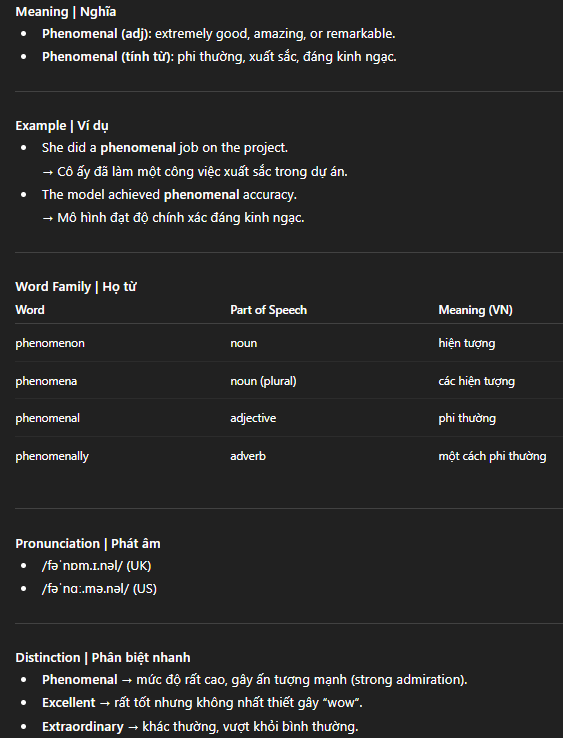 Meaning | Nghĩa
Phenomenal (adj): extremely good, amazing, or remarkable.
Phenomenal (tính từ): phi thường, xuất sắc, đáng kinh ngạc.
Example | Ví dụ
She did a phenomenal job on the project.
→ Cô ấy đã làm một công việc xuất sắc trong dự án.
The model achieved phenomenal accuracy.
→ Mô hình đạt độ chính xác đáng kinh ngạc.
Word Family | Họ từ
Word Part of Speech Meaning (VN)
phenomenon noun hiện tượng
phenomena noun (plural) các hiện tượng
phenomenal adjective phi thường
phenomenally adverb một cách phi thường
Pronunciation | Phát âm
/fəˈnɒm.ɪ.nəl/ (UK)
/fəˈnɑː.mə.nəl/ (US)
Distinction | Phân biệt nhanh
Phenomenal → mức độ rất cao, gây ấn tượng mạnh (strong admiration).
Excellent → rất tốt nhưng không nhất thiết gây “wow”.
Extraordinary → khác thường, vượt khỏi bình thường.